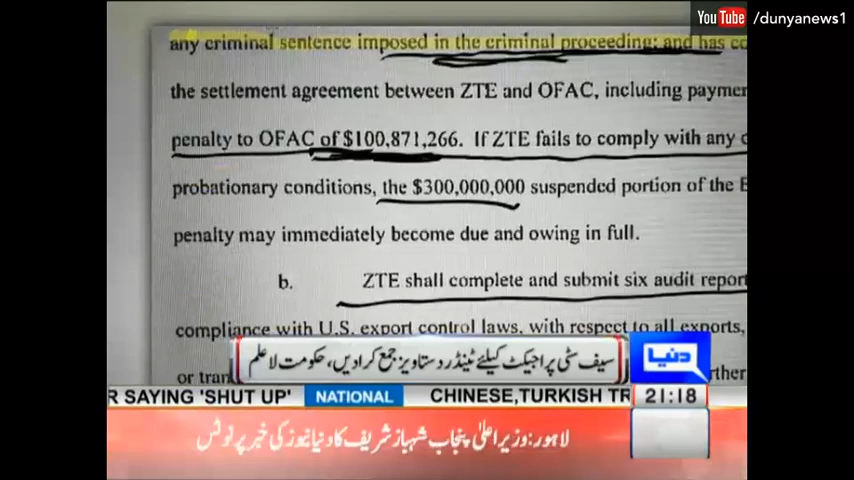 YouTube /dunyanews1
any criminal sentence imposed in the criminal proceeding; and has co
the settlement agreement between ZTE and OFAC, including paymen
penalty to OFAC of $100,871,266. If ZTE fails to comply with any
probationary conditions, the $300,000,000 suspended portion of the
penalty may immediately become due and owing in full.
b. ZTE shall complete and submit six audit report
compliance with U.S. export control laws, with respect to all exports,
or tran
rther
سیف سٹی پراجیکٹ کیلئے ٹینڈر دستاویز جمع کرا دیں، حکومت لاعلم
دنیا
R SAYING 'SHUT UP' NATIONAL CHINESE,TURKISH TR
21:18
لاہور:وزیراعلیٰ پنجاب شہباز شریف کا دنیا نیوز کی خبر پر نوٹس